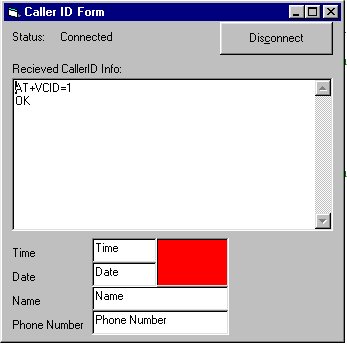 Caller ID Form
Status: Connected
Disconnect
Recieved CallerID Info:
AT+VCID=1
OK
Time Time
Date Date
Name Name
Phone Number Phone Number